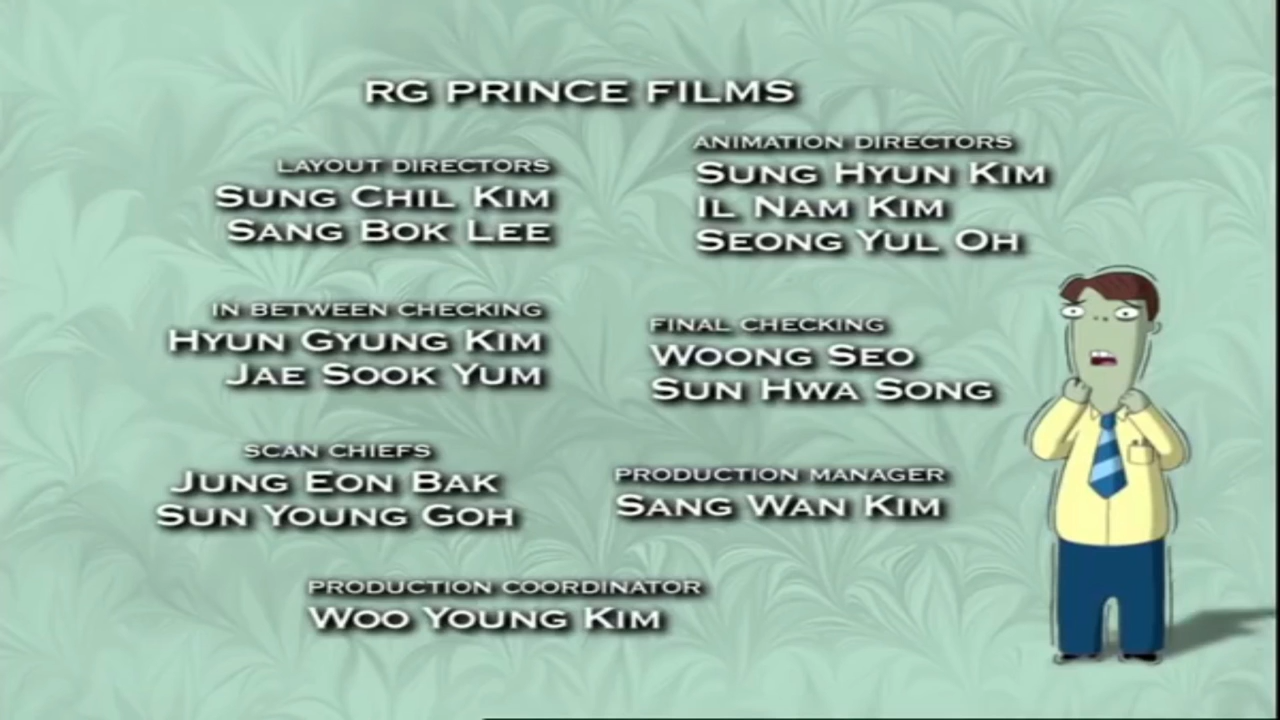 RG PRINCE FILMS
LAYOUT DIRECTORS
SUNG CHIL KIM
SANG BOK LEE
ANIMATION DIRECTORS
SUNG HYUN KIM
IL NAM KIM
SEONG YUL OH
IN BETWEEN CHECKING
HYUN GYUNG KIM
JAE SOOK YUM
FINAL CHECKING
WOONG SEO
SUN HWA SONG
SCAN CHIEFS
JUNG EON BAK
SUN YOUNG GOH
PRODUCTION MANAGER
SANG WAN KIM
PRODUCTION COORDINATOR
WOO YOUNG KIM